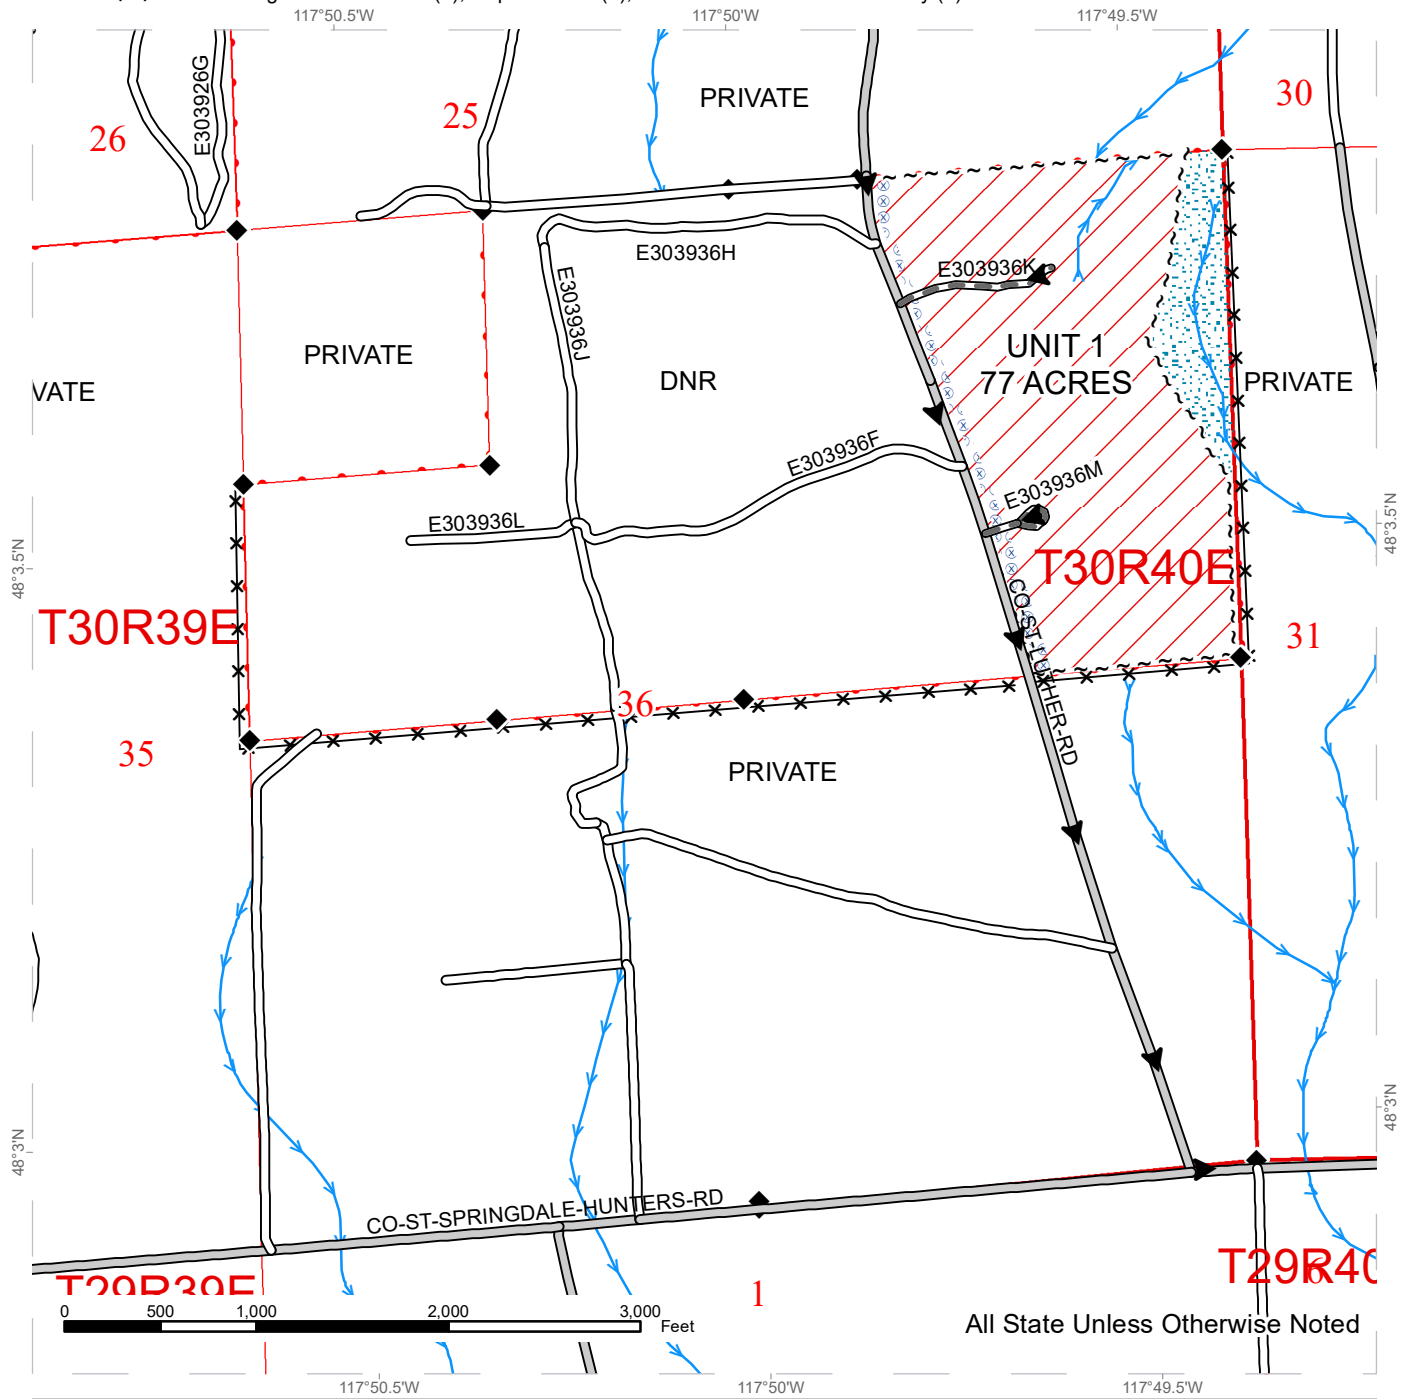 117°50.5'W
117°50'W
117°49.5'W
26
E303926G
25
PRIVATE
30
E303936H
E303936K
E303936J
PRIVATE
DNR
UNIT 1
77 ACRES
PRIVATE
VATE
E303936F
E303936L
E303936M
48°3.5'N
48°3.5'N
T30R39E
T30R40E
CO-ST-LUTHER-RD
31
36
35
PRIVATE
48°3'N
48°3'N
CO-ST-SPRINGDALE-HUNTERS-RD
T29R39E
T29R40
6
1
0 500 1,000 2,000 3,000
Feet
All State Unless Otherwise Noted
117°50.5'W
117°50'W
117°49.5'W